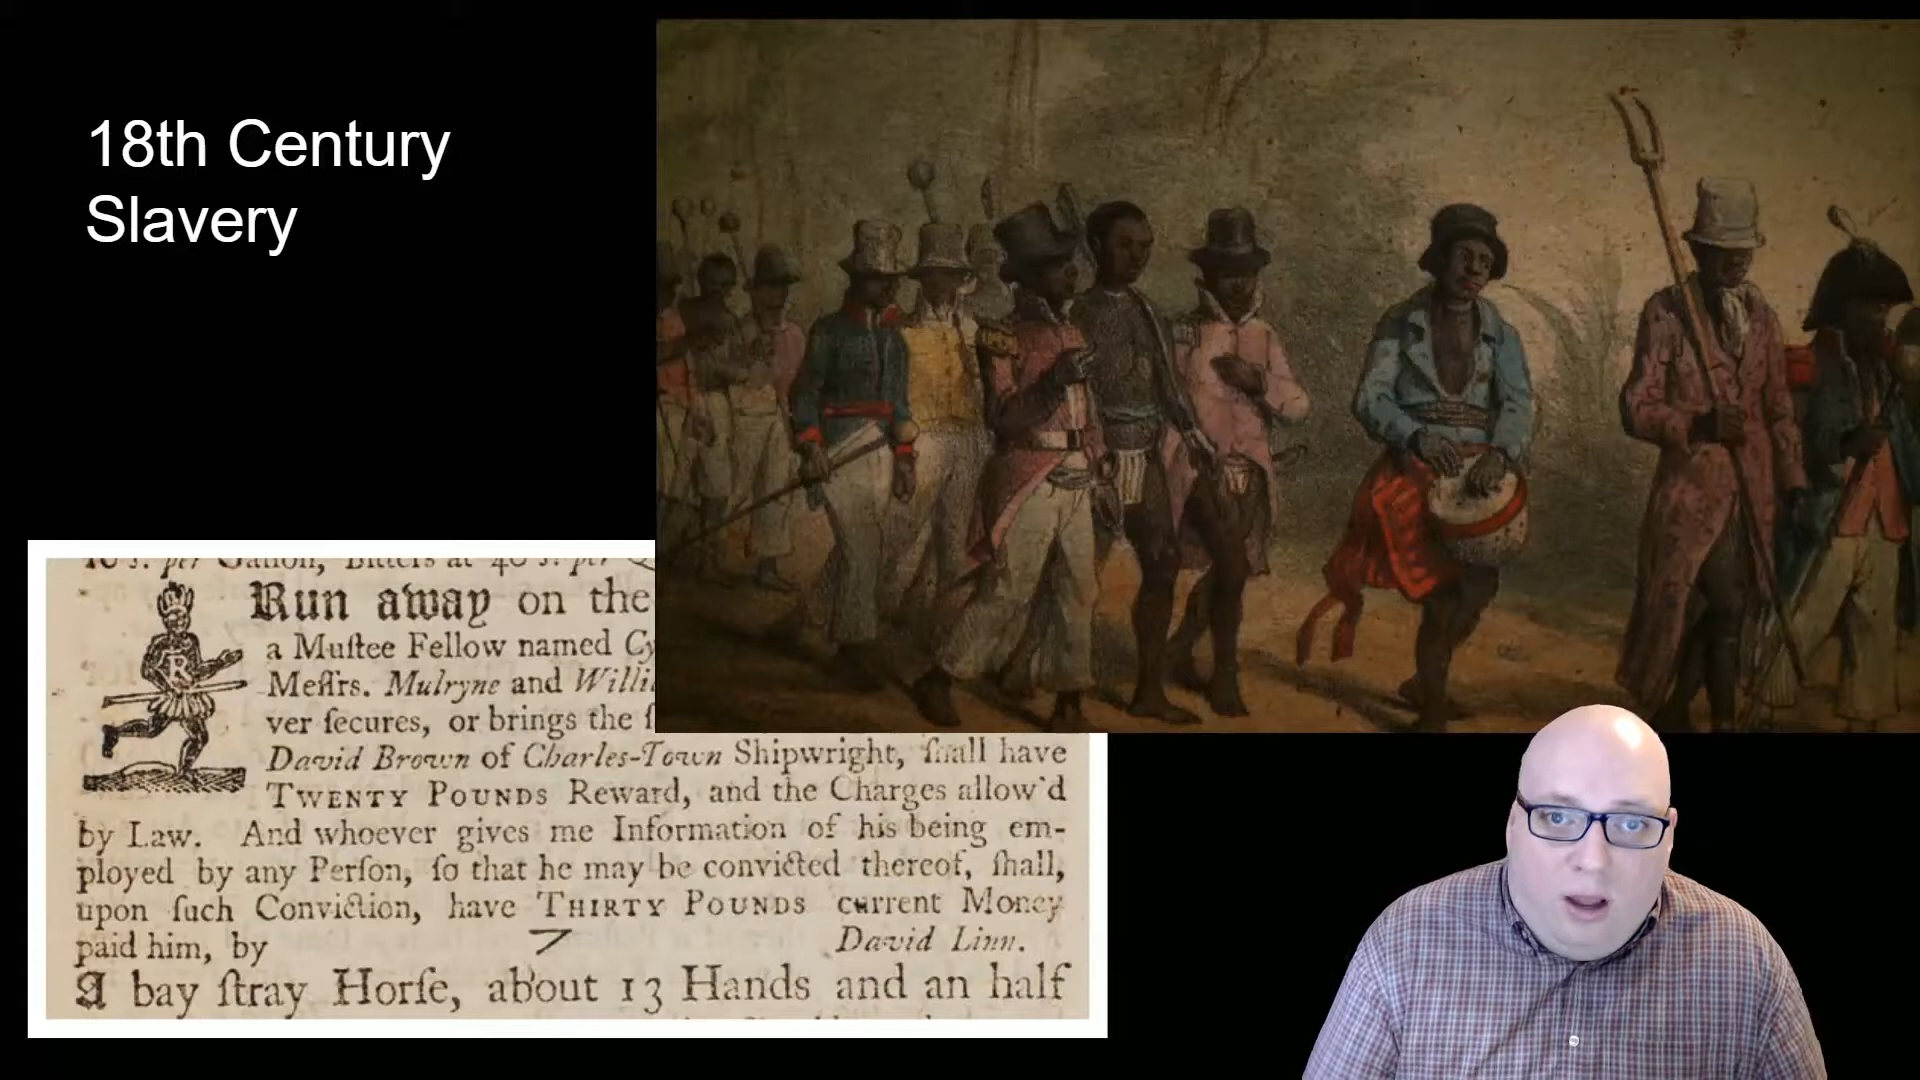 18th Century
Slavery
Run away on the
a Muſtee Fellow named Cy
Meſſrs. Mulryne and Willi
ver ſecures, or brings the ſ
David Brown of Charles-Town Shipwright, ſhall have
TWENTY POUNDS Reward, and the Charges allow'd
by Law. And whoever gives me Information of his being em-
ployed by any Perſon, ſo that he may be convicted thereof, ſhall,
upon ſuch Conviction, have THIRTY POUNDS current Money
paid him, by David Linn.
A bay ſtray Horſe, about 13 Hands and an half
R